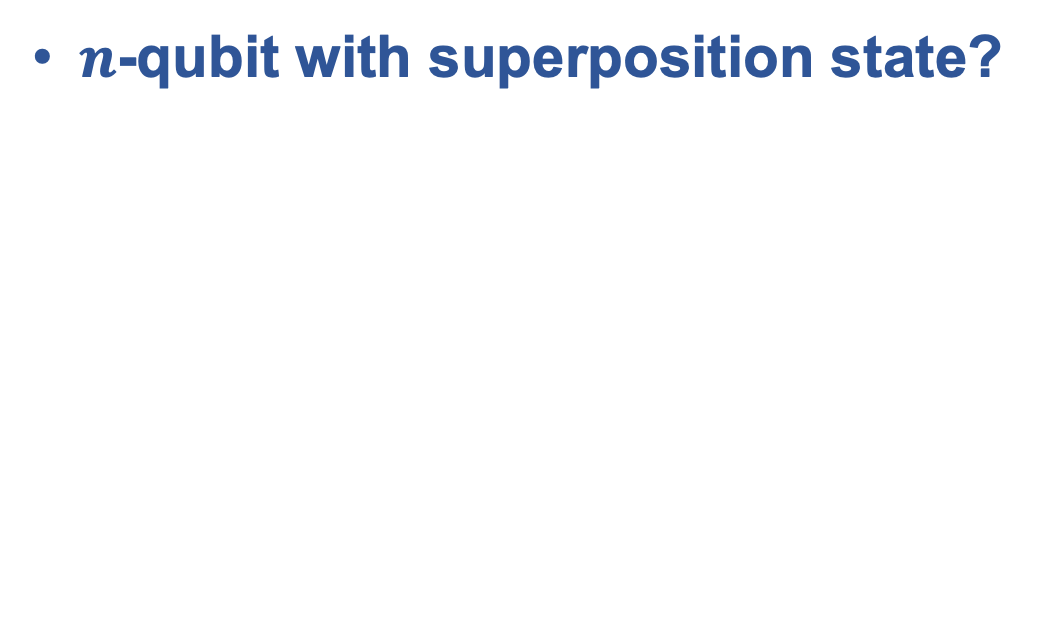 • n-qubit with superposition state?